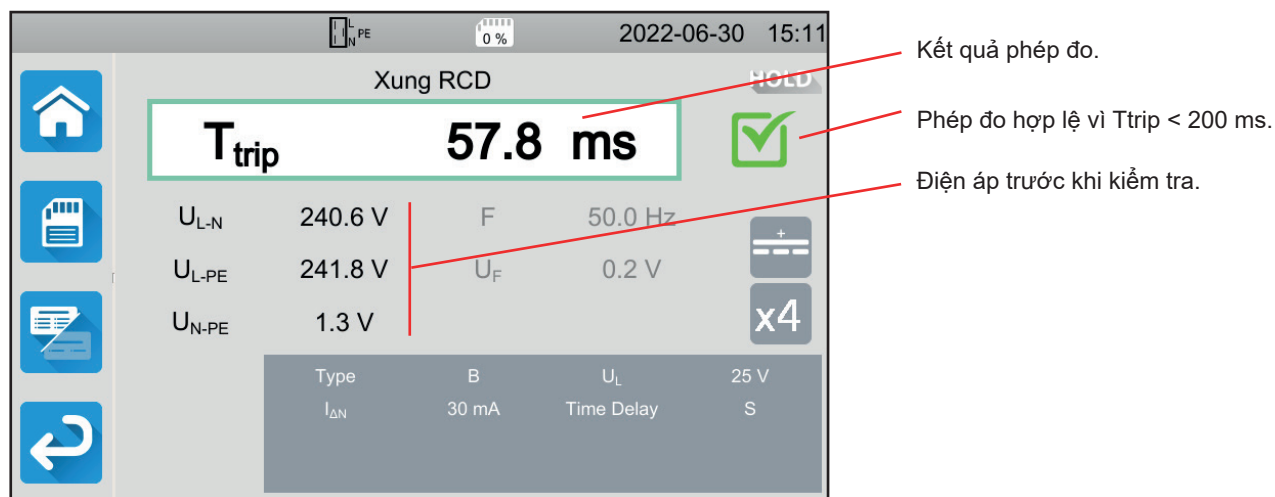 L PE
N
0 %
2022-06-30 15:11
Xung RCD
HOLD
Ttrip 57.8 ms
UL-N 240.6 V F 50.0 Hz
UL-PE 241.8 V UF 0.2 V
UN-PE 1.3 V
x4
Type B UL 25 V
IΔN 30 mA Time Delay S
Kết quả phép đo.
Phép đo hợp lệ vì Ttrip < 200 ms.
Điện áp trước khi kiểm tra.